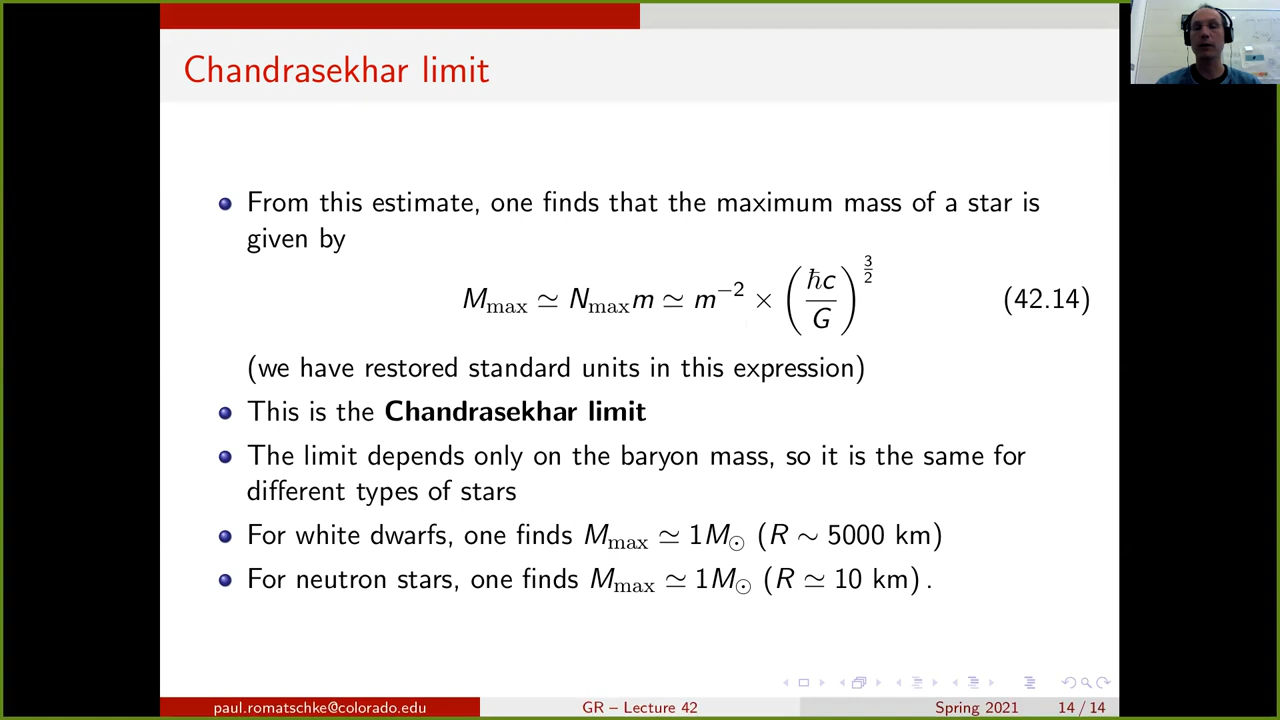 Chandrasekhar limit
From this estimate, one finds that the maximum mass of a star is
given by
M_max ≃ N_max m ≃ m^−2 × (ħc/G)^3/2 (42.14)
(we have restored standard units in this expression)
This is the Chandrasekhar limit
The limit depends only on the baryon mass, so it is the same for
different types of stars
For white dwarfs, one finds M_max ≃ 1M_⊙ (R ∼ 5000 km)
For neutron stars, one finds M_max ≃ 1M_⊙ (R ≃ 10 km) .
paul.romatschke@colorado.edu GR – Lecture 42 Spring 2021 14 / 14